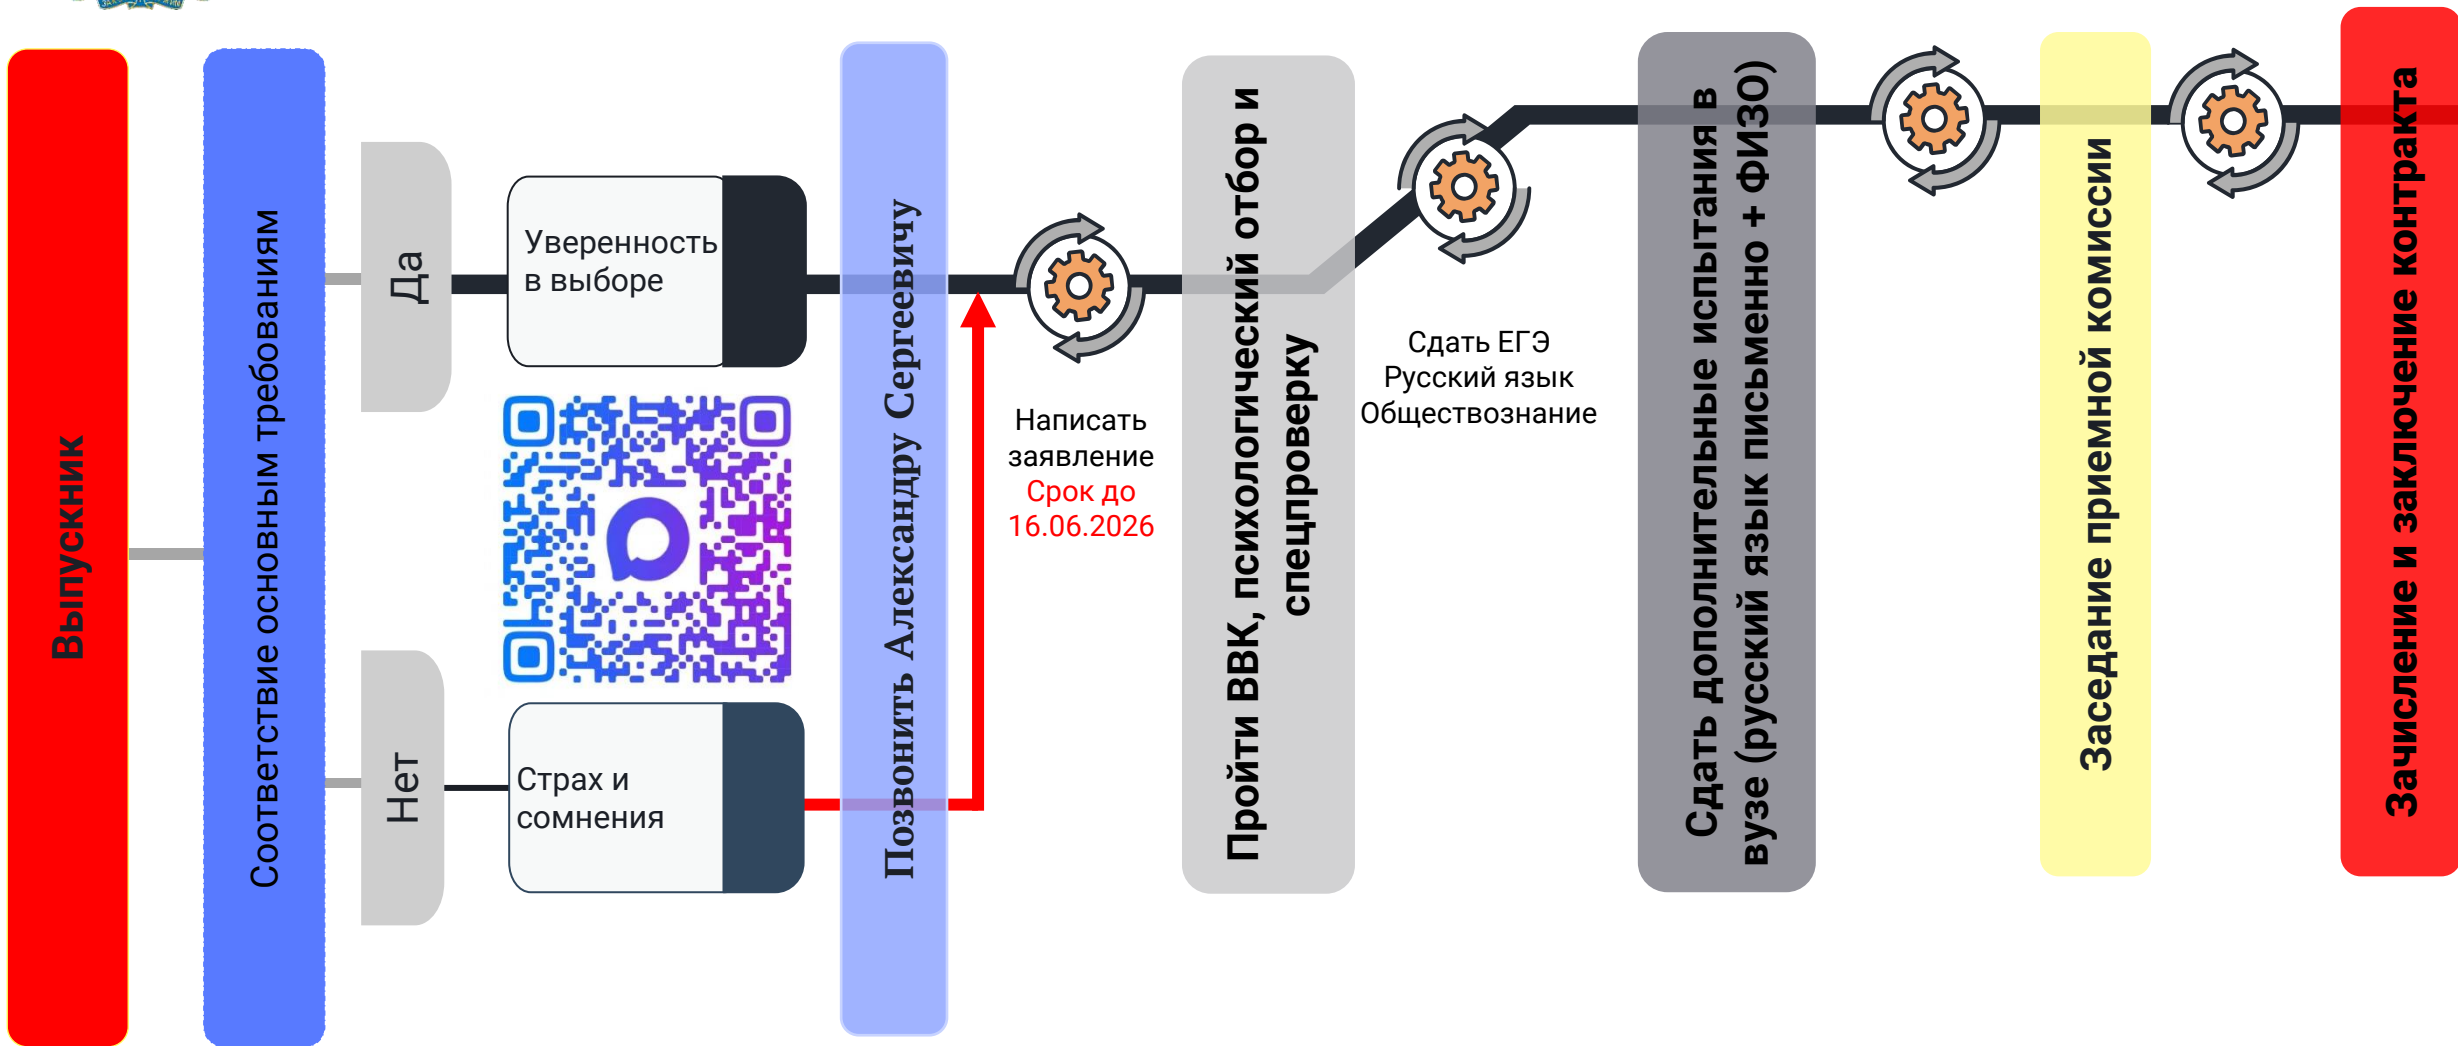 Выпускник
Соответствие основным требованиям
Да
Уверенность
в выборе
Нет
Страх и
сомнения
Позвонить Александру Сергеевичу
Написать
заявление
Срок до
16.06.2026
Пройти ВВК, психологический отбор и
спецпроверку
Сдать ЕГЭ
Русский язык
Обществознание
Сдать дополнительные испытания в
вузе (русский язык письменно + ФИЗО)
Заседание приемной комиссии
Зачисление и заключение контракта